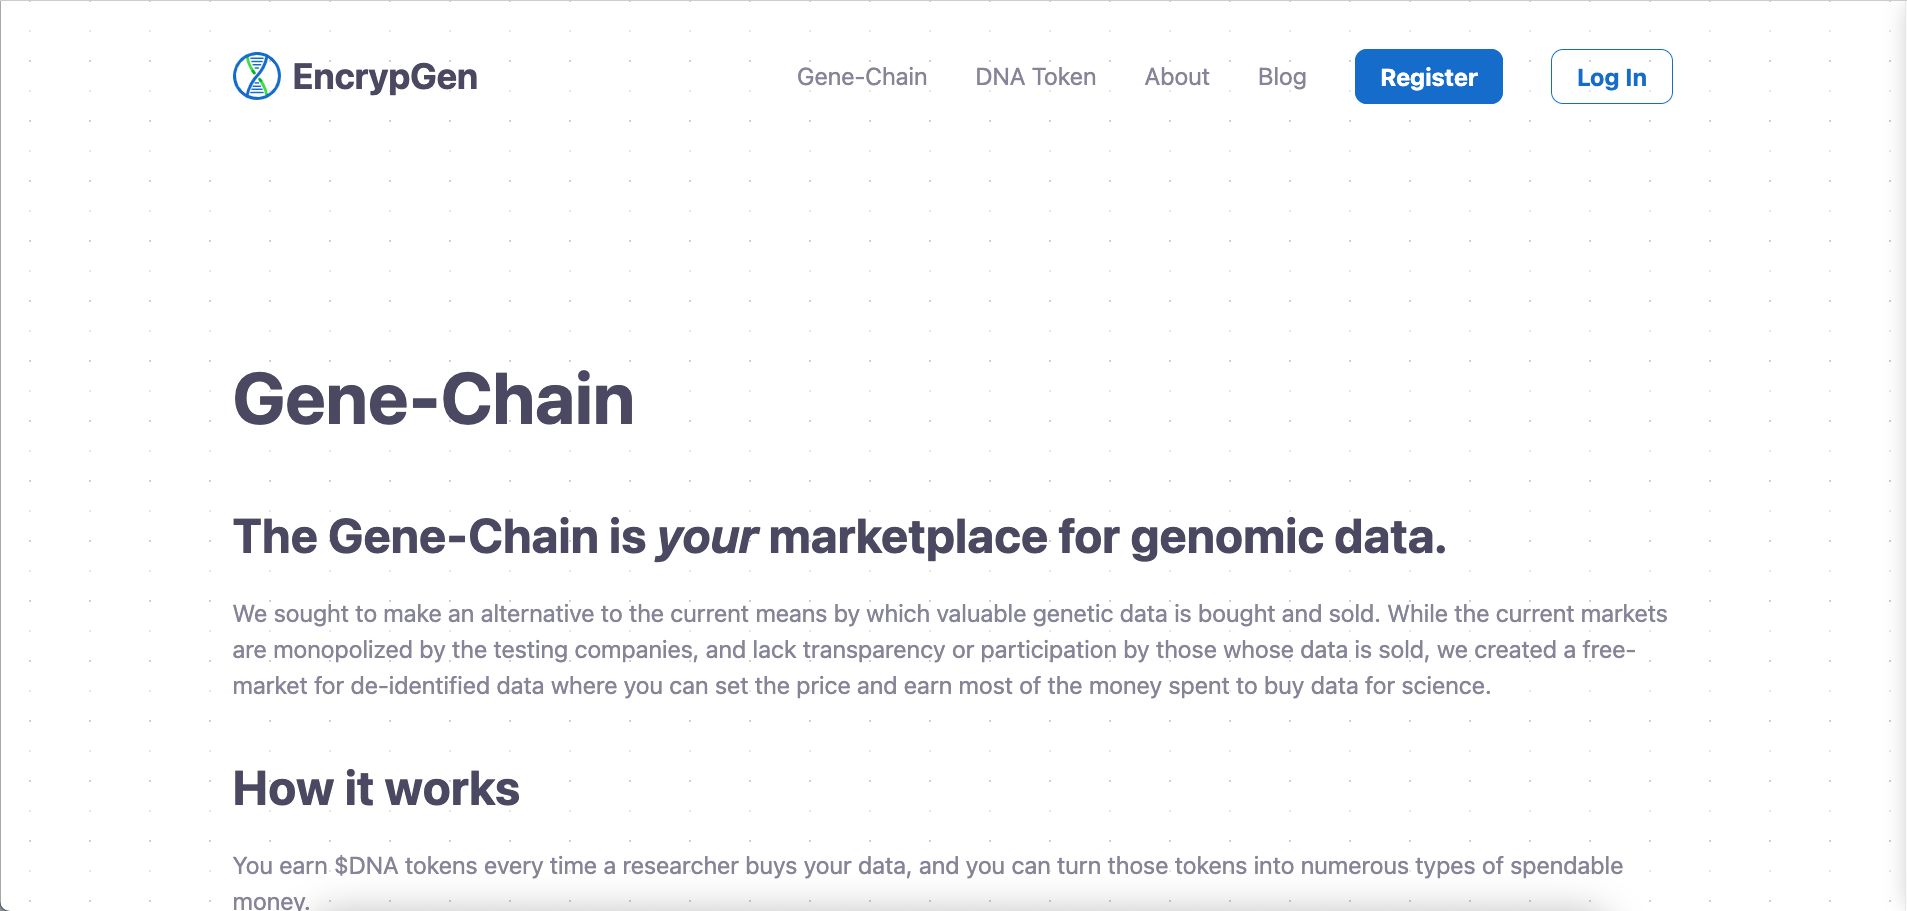 EncrypGen
Gene-Chain
DNA Token
About
Blog
Register
Log In
Gene-Chain
The Gene-Chain is your marketplace for genomic data.
We sought to make an alternative to the current means by which valuable genetic data is bought and sold. While the current markets
are monopolized by the testing companies, and lack transparency or participation by those whose data is sold, we created a free-
market for de-identified data where you can set the price and earn most of the money spent to buy data for science.
How it works
You earn $DNA tokens every time a researcher buys your data, and you can turn those tokens into numerous types of spendable
money.